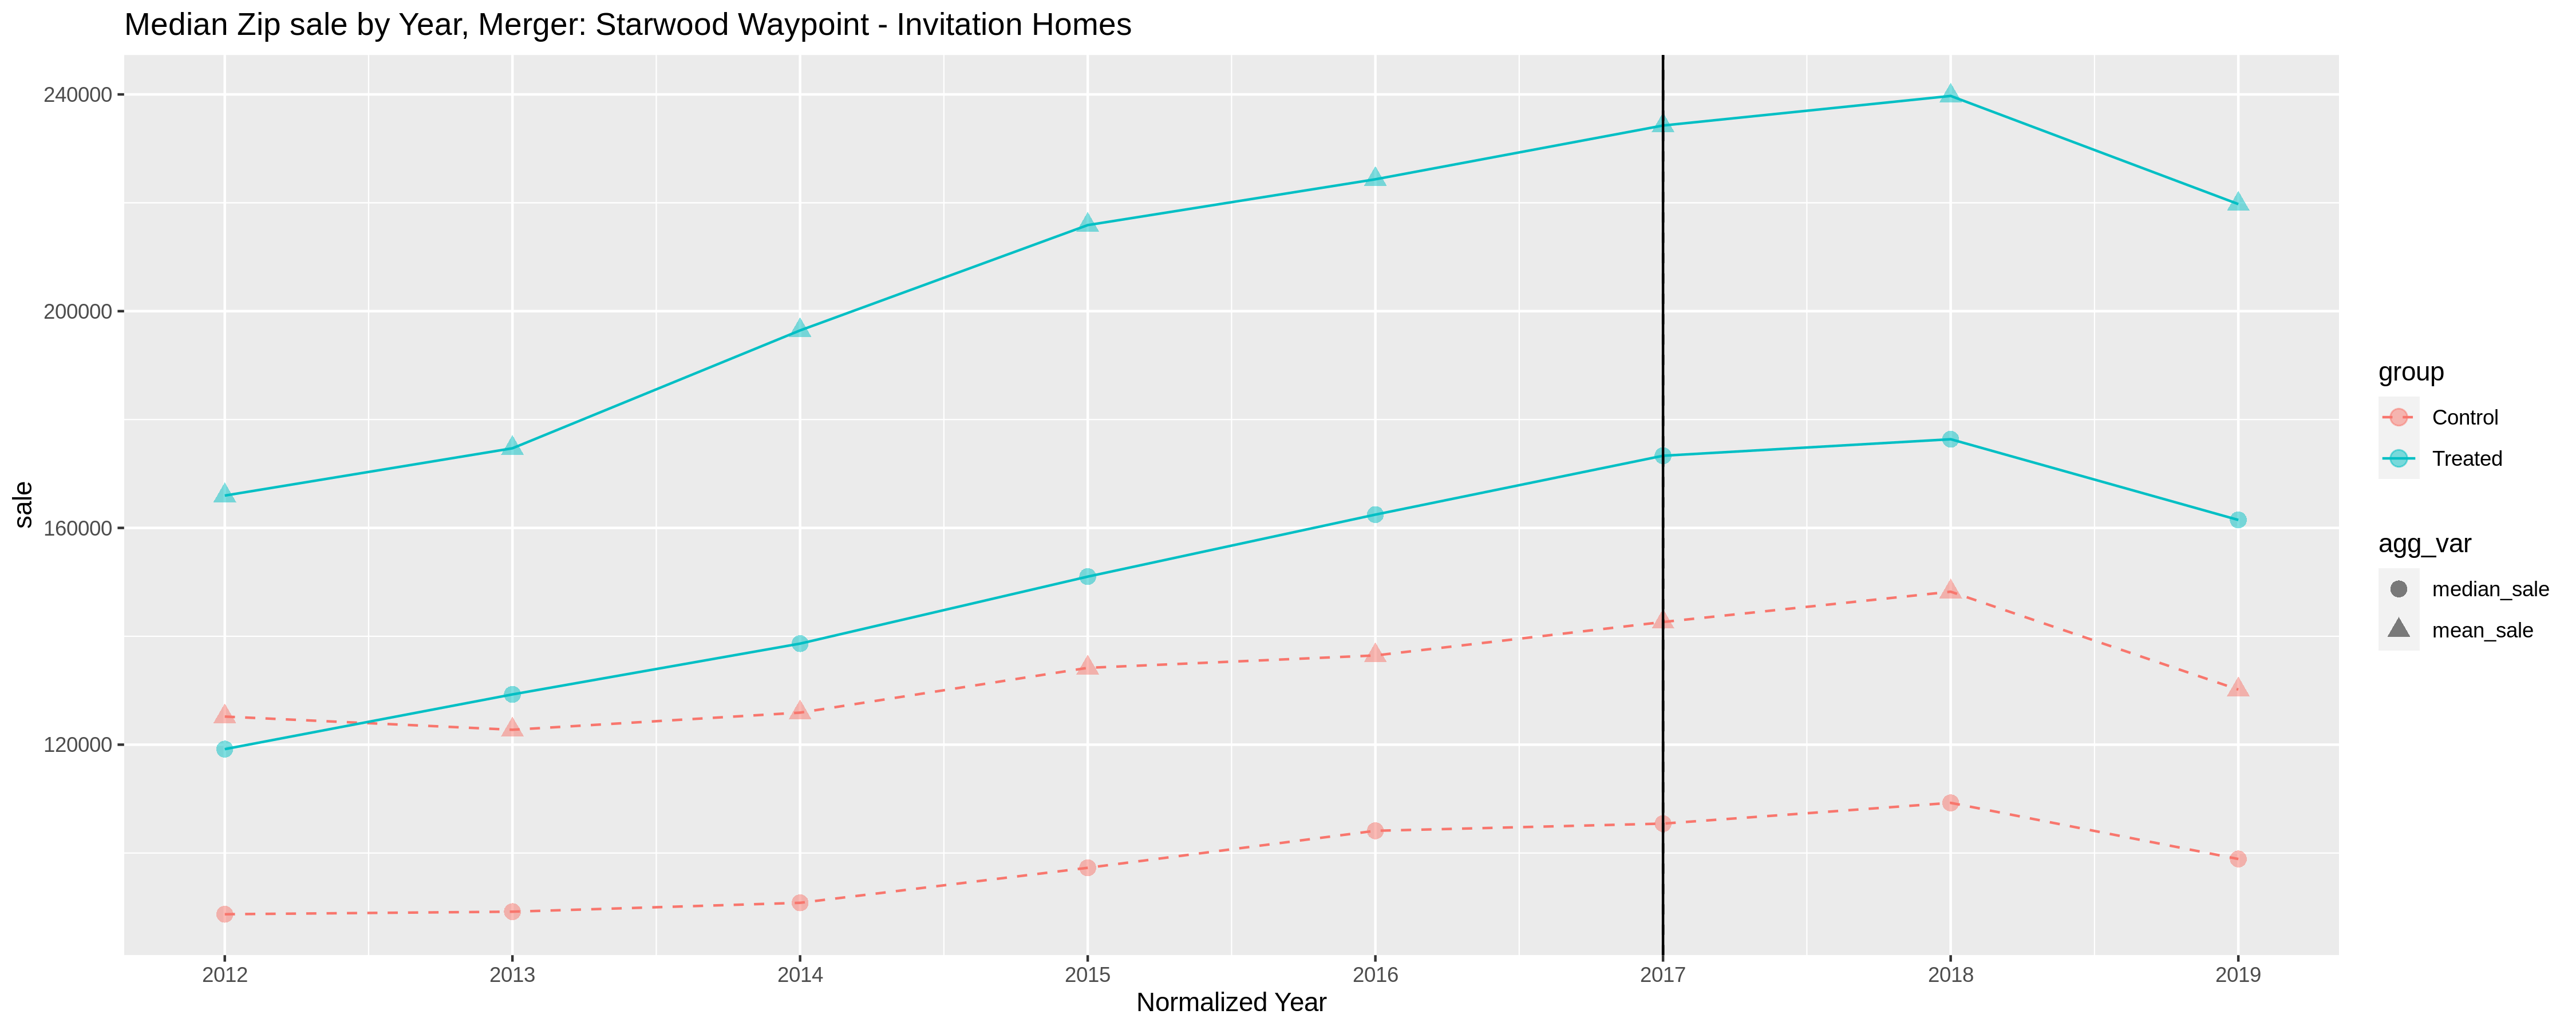 Median Zip sale by Year, Merger: Starwood Waypoint - Invitation Homes
240000
200000
160000
120000
sale
2012 2013 2014 2015 2016 2017 2018 2019
Normalized Year
group
Control
Treated
agg_var
median_sale
mean_sale